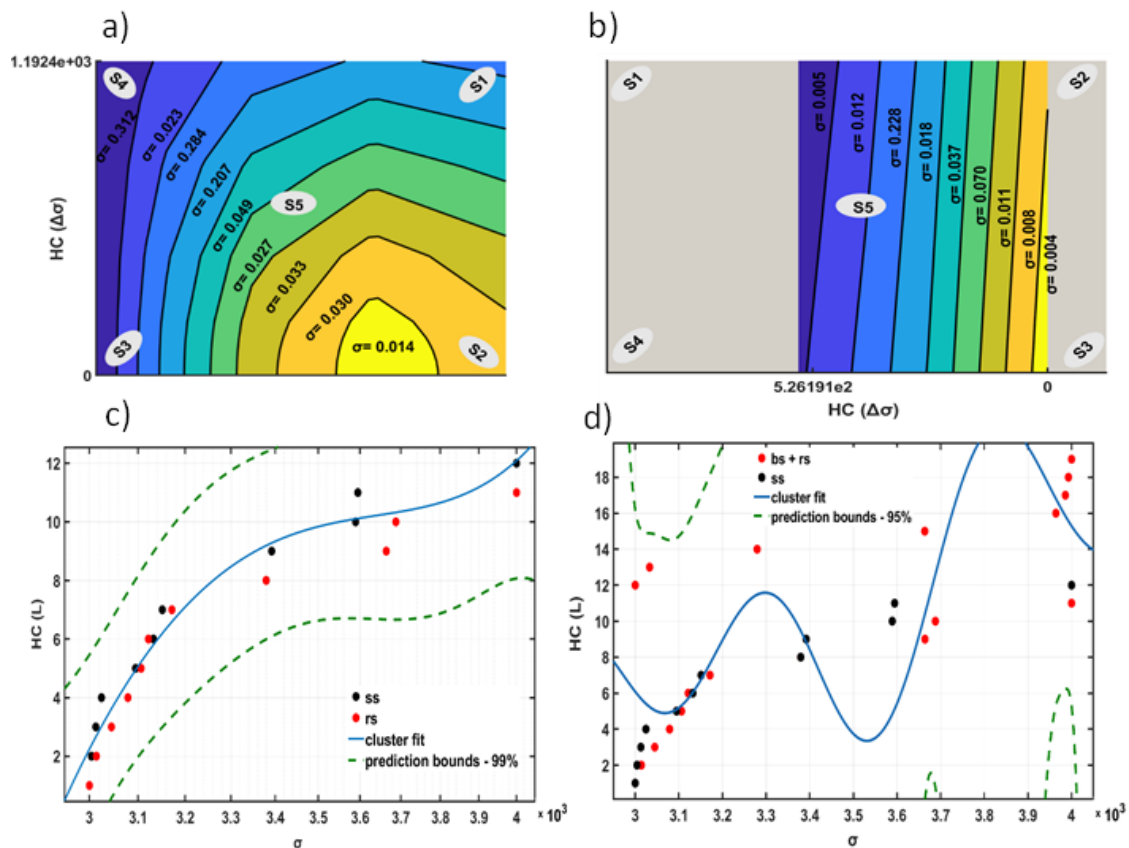 a)
1.1924e+03
HC (Δσ)
0
S4
S1
S5
S3
S2
σ= 0.312
σ= 0.023
σ= 0.284
σ= 0.207
σ= 0.049
σ= 0.027
σ= 0.033
σ= 0.030
σ= 0.014
b)
S1
S2
S5
S4
S3
σ= 0.005
σ= 0.012
σ= 0.228
σ= 0.018
σ= 0.037
σ= 0.070
σ= 0.011
σ= 0.008
σ= 0.004
5.26191e2
0
HC (Δσ)
c)
12
10
8
6
4
2
HC (L)
ss
rs
cluster fit
prediction bounds - 99%
3 3.1 3.2 3.3 3.4 3.5 3.6 3.7 3.8 4 × 10³
σ
d)
18
16
14
12
10
8
6
4
2
HC (L)
bs + rs
ss
cluster fit
prediction bounds - 95%
3 3.1 3.2 3.3 3.4 3.5 3.6 3.7 3.8 3.9 4 × 10³
σ